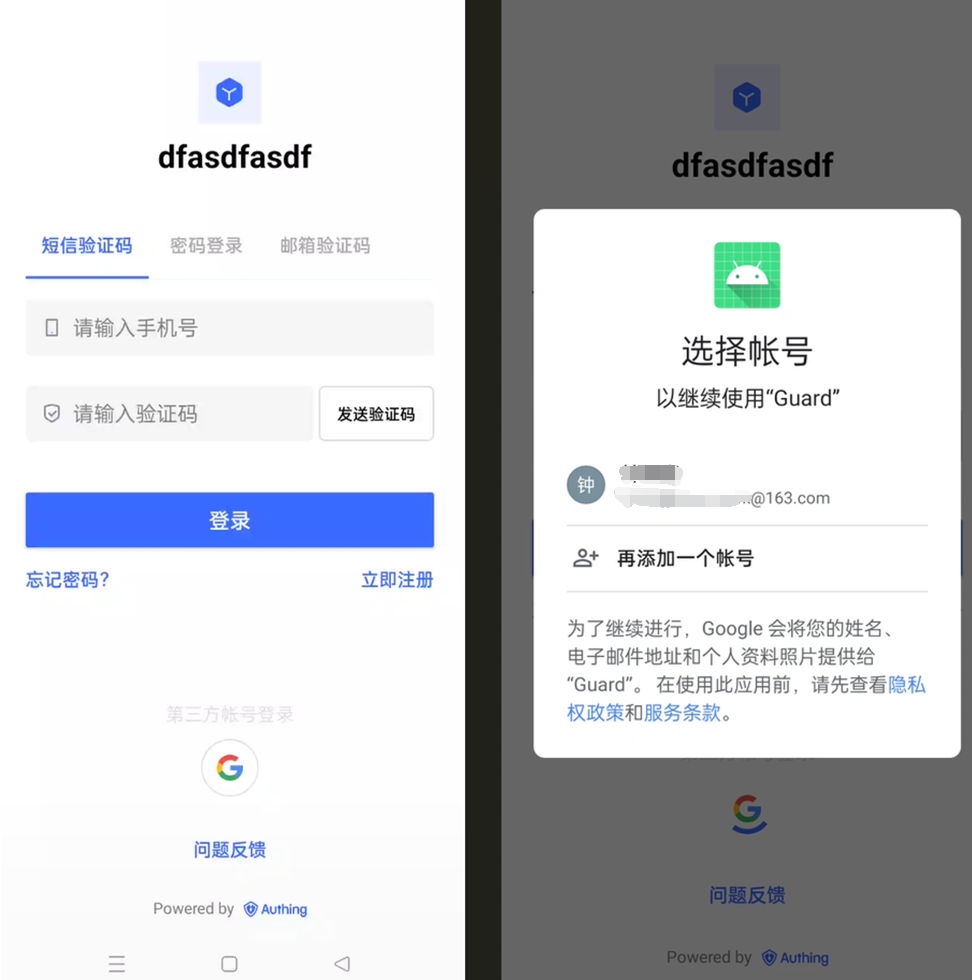 dfasdfasdf
短信验证码 密码登录 邮箱验证码
请输入手机号
请输入验证码 发送验证码
登录
忘记密码? 立即注册
第三方帐号登录
问题反馈
Powered by Authing
dfasdfasdf
选择帐号
以继续使用“Guard”
钟
@163.com
再添加一个帐号
为了继续进行，Google 会将您的姓名、
电子邮件地址和个人资料照片提供给
“Guard”。在使用此应用前，请先查看隐私
权政策和服务条款。
问题反馈
Powered by Authing